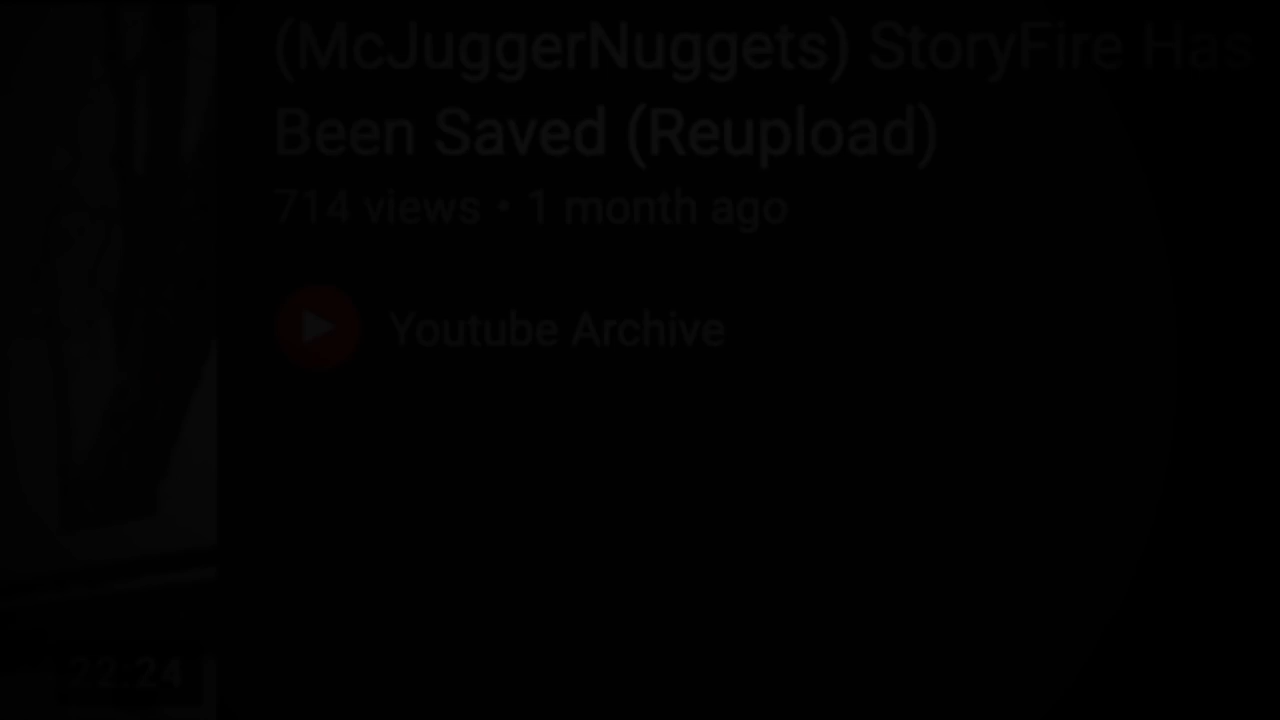 (McJuggerNuggets) StoryFire Has
Been Saved (Reupload)
714 views • 1 month ago
Youtube Archive
22:24